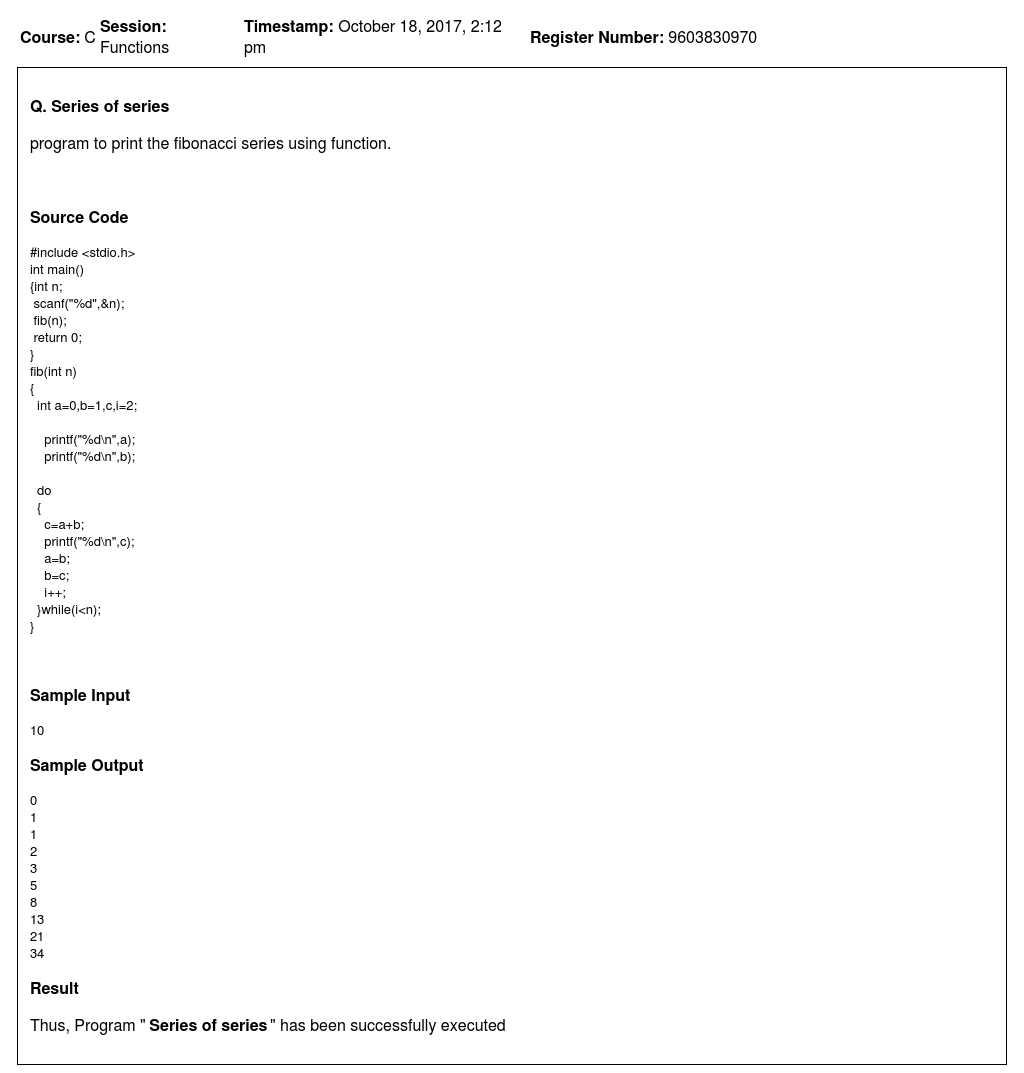 Course: C Session: Functions Timestamp: October 18, 2017, 2:12 pm Register Number: 9603830970
Q. Series of series
program to print the fibonacci series using function.
Source Code
#include <stdio.h>
int main()
{int n;
 scanf("%d",&n);
 fib(n);
 return 0;
}
fib(int n)
{
  int a=0,b=1,c,i=2;
    printf("%d\n",a);
    printf("%d\n",b);
  do
  {
    c=a+b;
    printf("%d\n",c);
    a=b;
    b=c;
    i++;
  }while(i<n);
}
Sample Input
10
Sample Output
0
1
1
2
3
5
8
13
21
34
Result
Thus, Program " Series of series " has been successfully executed